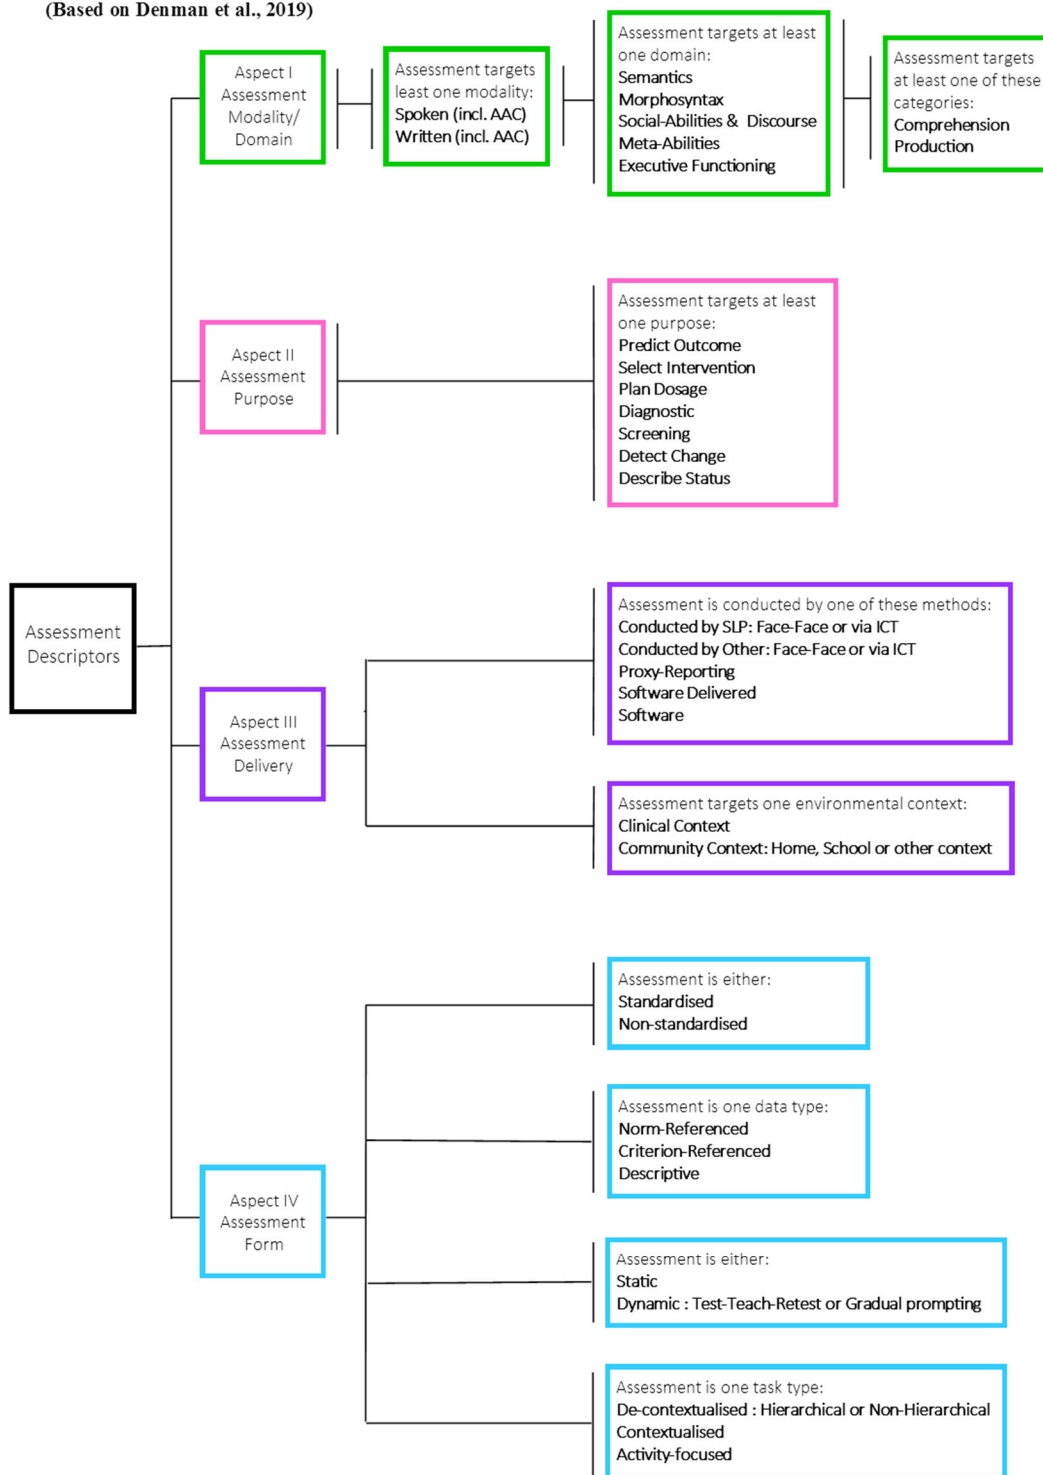 (Based on Denman et al., 2019)
Aspect I
Assessment
Modality/
Domain
Assessment targets
least one modality:
Spoken (incl. AAC)
Written (incl. AAC)
Assessment targets at least
one domain:
Semantics
Morphosyntax
Social-Abilities & Discourse
Meta-Abilities
Executive Functioning
Assessment targets
at least one of these
categories:
Comprehension
Production
Aspect II
Assessment
Purpose
Assessment targets at least
one purpose:
Predict Outcome
Select Intervention
Plan Dosage
Diagnostic
Screening
Detect Change
Describe Status
Assessment
Descriptors
Aspect III
Assessment
Delivery
Assessment is conducted by one of these methods:
Conducted by SLP: Face-Face or via ICT
Conducted by Other: Face-Face or via ICT
Proxy-Reporting
Software Delivered
Software
Assessment targets one environmental context:
Clinical Context
Community Context: Home, School or other context
Aspect IV
Assessment
Form
Assessment is either:
Standardised
Non-standardised
Assessment is one data type:
Norm-Referenced
Criterion-Referenced
Descriptive
Assessment is either:
Static
Dynamic : Test-Teach-Retest or Gradual prompting
Assessment is one task type:
De-contextualised : Hierarchical or Non-Hierarchical
Contextualised
Activity-focused